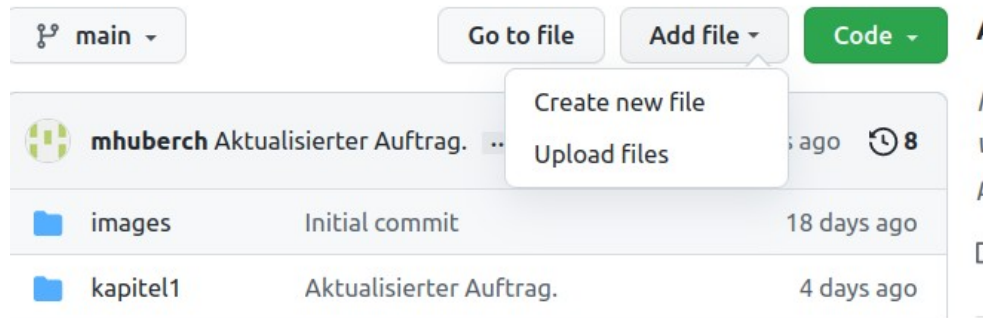 main Go to file Add file Code
Create new file
mhuberch Aktualisierter Auftrag. ... ago 8
Upload files
images Initial commit 18 days ago
kapitel1 Aktualisierter Auftrag. 4 days ago